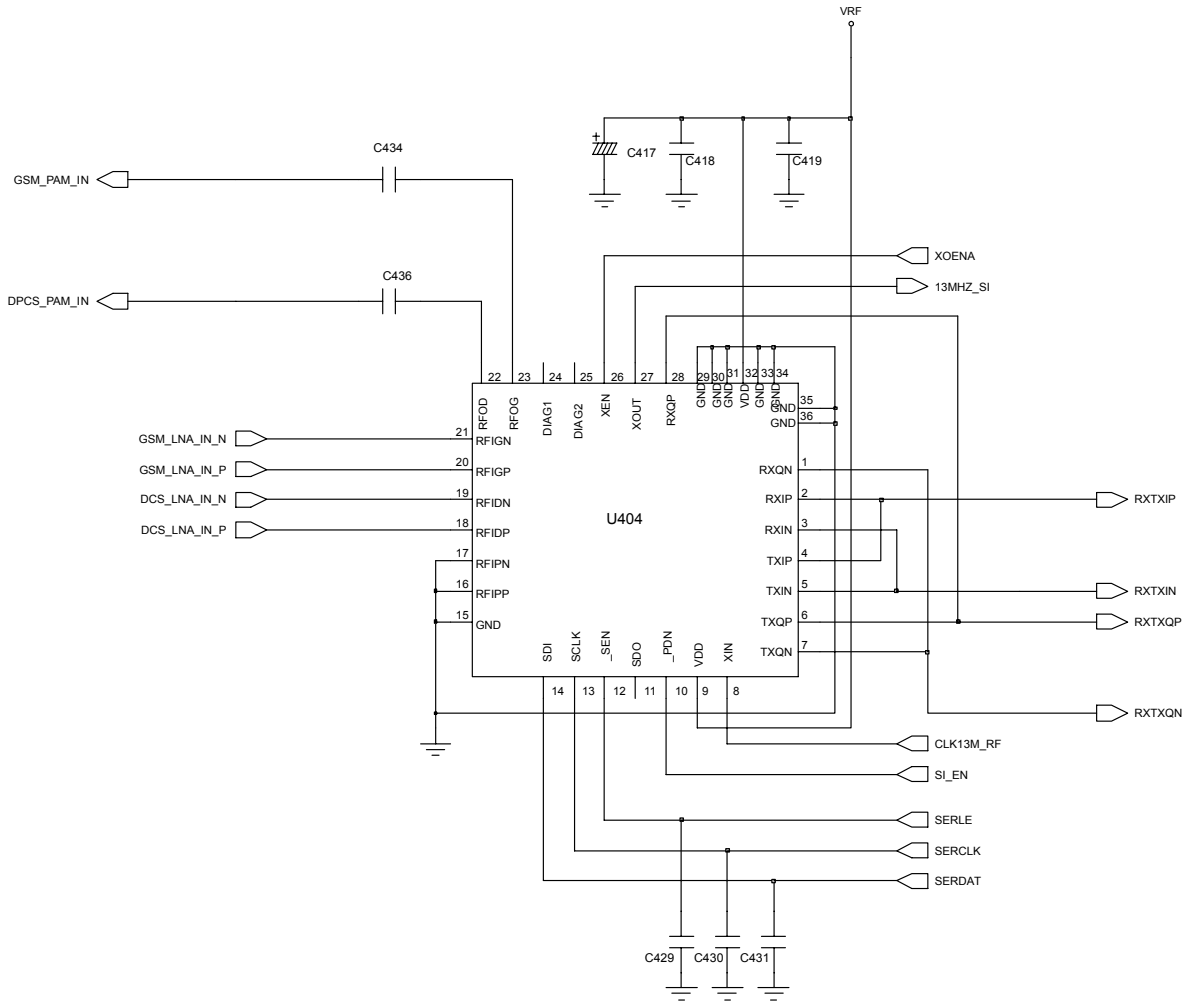 VRF
+
C417
C418
C419
C434
GSM_PAM_IN
XOENA
C436
13MHZ_SI
DPCS_PAM_IN
22
23
24
25
26
27
28
29
30
31
32
33
34
RFOD
RFOG
DIAG1
DIAG2
XEN
XOUT
RXQP
GND
GND
GND
VDD
GND
GND
GND
35
GND
36
GSM_LNA_IN_N
21
RFIGN
GSM_LNA_IN_P
20
RFIGP
DCS_LNA_IN_N
19
RFIDN
DCS_LNA_IN_P
18
RFIDP
17
RFIPN
16
RFIPP
15
GND
U404
RXQN
1
RXIP
2
RXTXIP
RXIN
3
TXIP
4
TXIN
5
RXTXIN
TXQP
6
RXTXQP
TXQN
7
RXTXQN
SDI
SCLK
_SEN
SDO
_PDN
VDD
XIN
14
13
12
11
10
9
8
CLK13M_RF
SI_EN
SERLE
SERCLK
SERDAT
C429
C430
C431